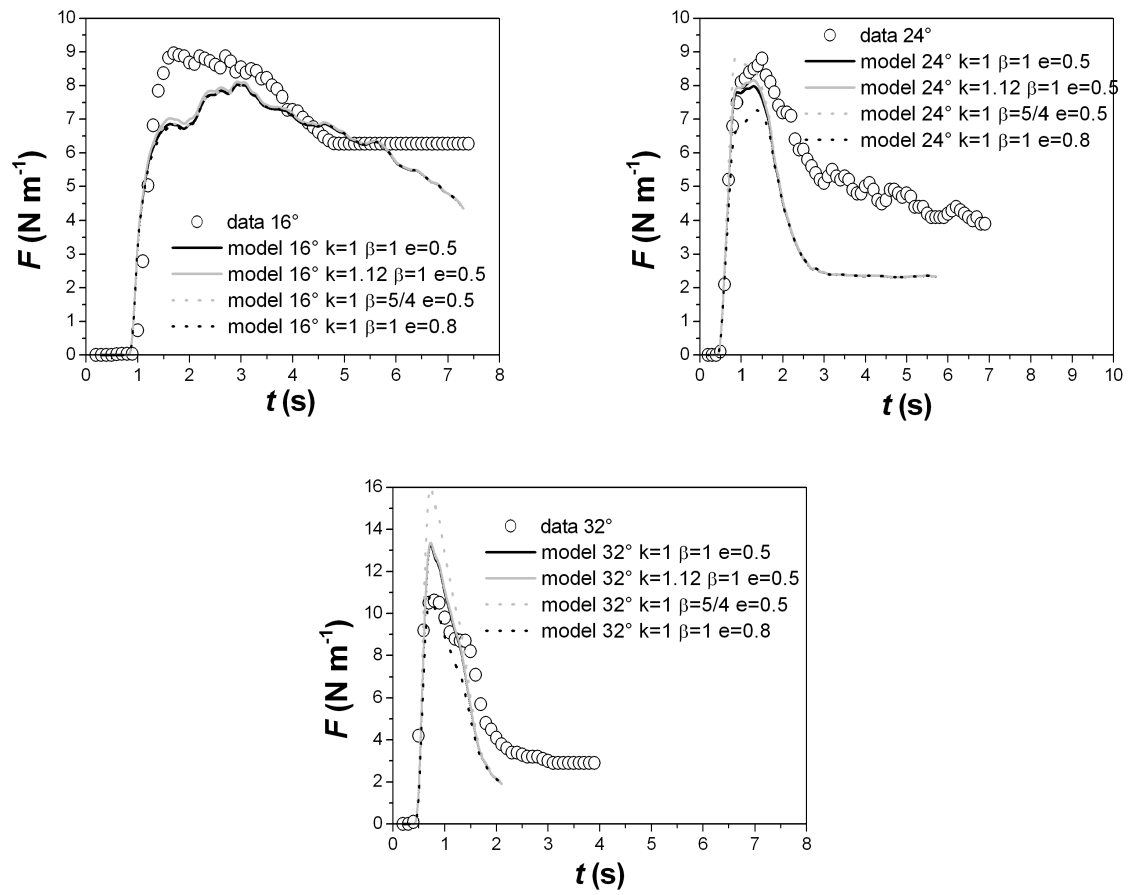 10
9
8
7
6
5
4
3
2
1
0
F (N m⁻¹)
data 16°
model 16° k=1 β=1 e=0.5
model 16° k=1.12 β=1 e=0.5
model 16° k=1 β=5/4 e=0.5
model 16° k=1 β=1 e=0.8
0 1 2 3 4 5 6 7 8
t (s)
10
9
8
7
6
5
4
3
2
1
0
F (N m⁻¹)
data 24°
model 24° k=1 β=1 e=0.5
model 24° k=1.12 β=1 e=0.5
model 24° k=1 β=5/4 e=0.5
model 24° k=1 β=1 e=0.8
0 1 2 3 4 5 6 7 8 9 10
t (s)
16
14
12
10
8
6
4
2
0
F (N m⁻¹)
data 32°
model 32° k=1 β=1 e=0.5
model 32° k=1.12 β=1 e=0.5
model 32° k=1 β=5/4 e=0.5
model 32° k=1 β=1 e=0.8
0 1 2 3 4 5 6 7 8
t (s)